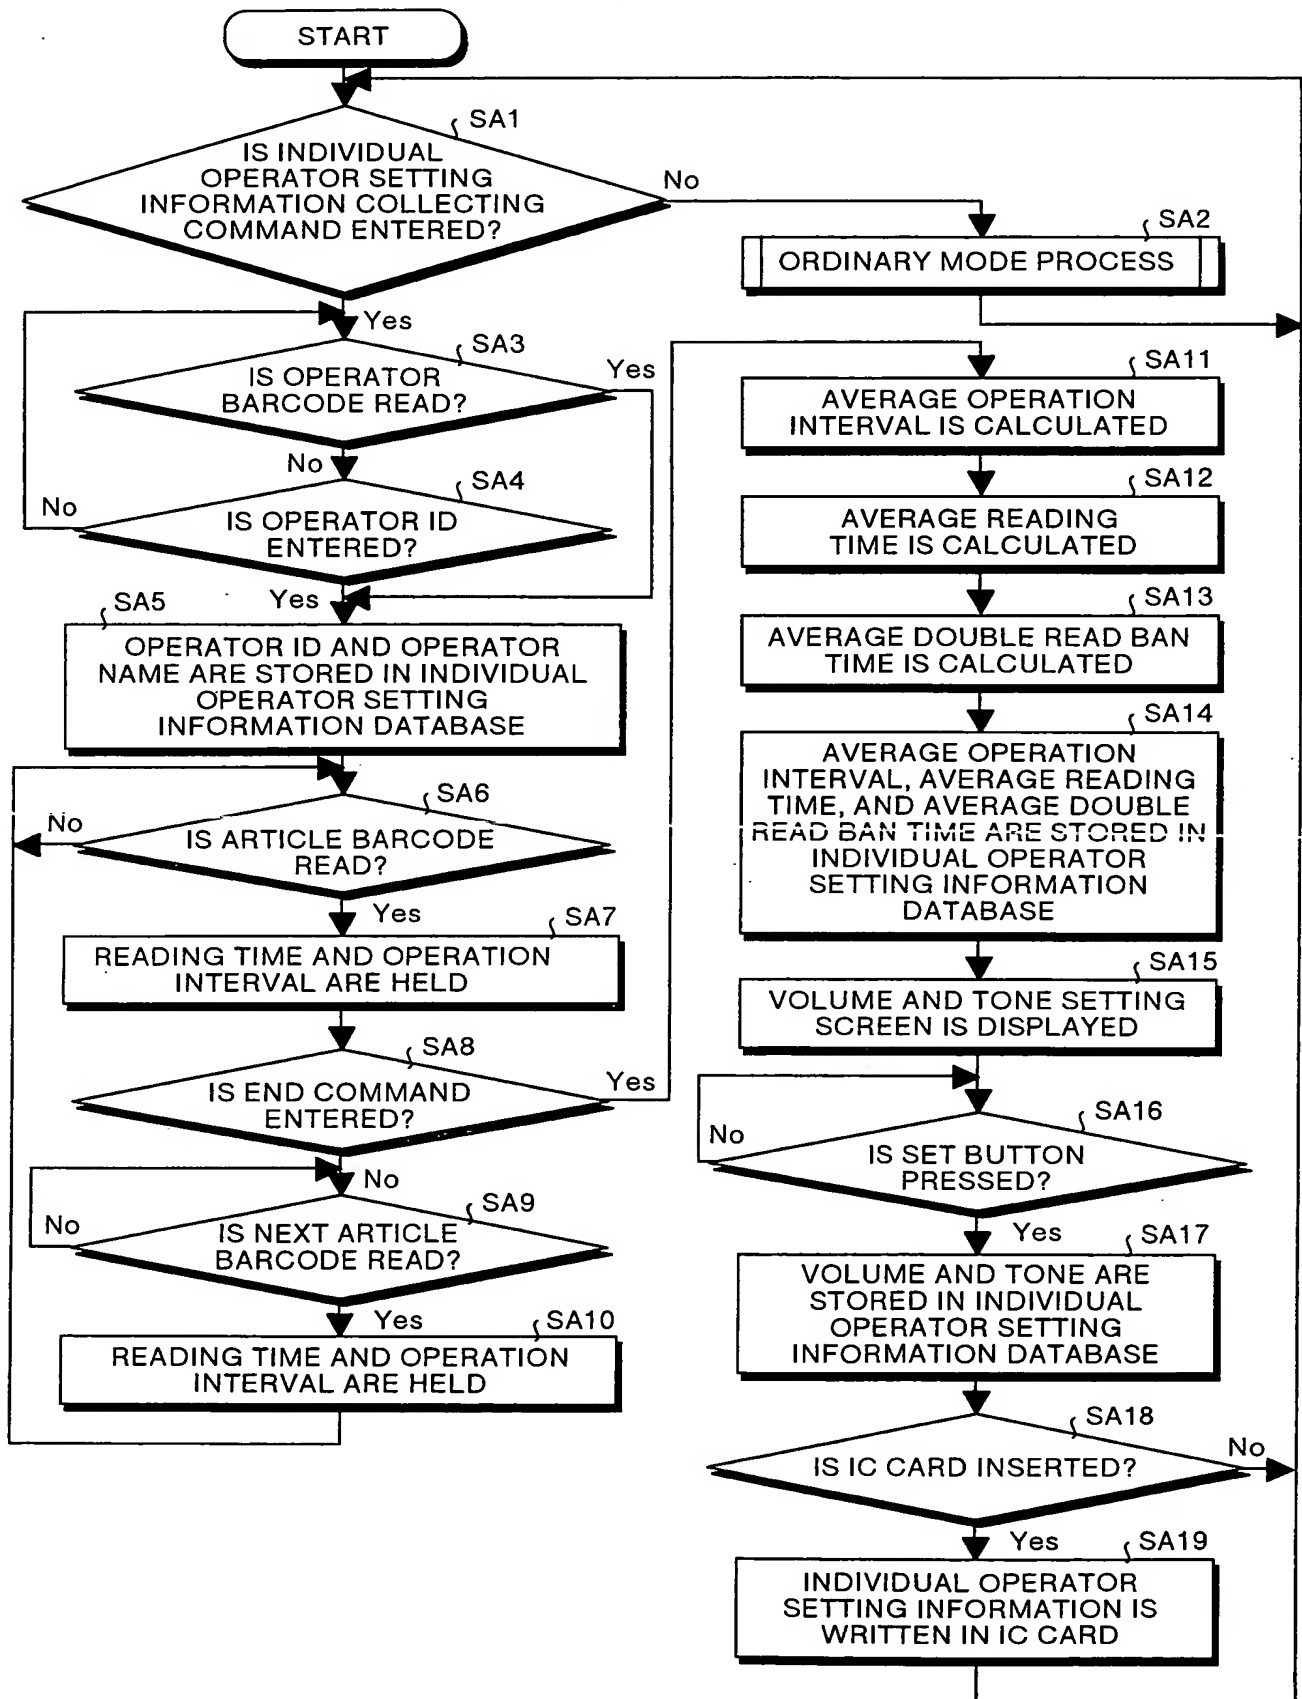 START
SA1
IS INDIVIDUAL
OPERATOR SETTING
INFORMATION COLLECTING
COMMAND ENTERED?
No
Yes
SA2
ORDINARY MODE PROCESS
SA3
IS OPERATOR
BARCODE READ?
Yes
No
SA4
IS OPERATOR ID
ENTERED?
No
Yes
SA5
OPERATOR ID AND OPERATOR
NAME ARE STORED IN INDIVIDUAL
OPERATOR SETTING
INFORMATION DATABASE
SA6
IS ARTICLE BARCODE
READ?
No
Yes
SA7
READING TIME AND OPERATION
INTERVAL ARE HELD
SA8
IS END COMMAND
ENTERED?
Yes
No
SA9
IS NEXT ARTICLE
BARCODE READ?
No
Yes
SA10
READING TIME AND OPERATION
INTERVAL ARE HELD
SA11
AVERAGE OPERATION
INTERVAL IS CALCULATED
SA12
AVERAGE READING
TIME IS CALCULATED
SA13
AVERAGE DOUBLE READ BAN
TIME IS CALCULATED
SA14
AVERAGE OPERATION
INTERVAL, AVERAGE READING
TIME, AND AVERAGE DOUBLE
READ BAN TIME ARE STORED IN
INDIVIDUAL OPERATOR
SETTING INFORMATION
DATABASE
SA15
VOLUME AND TONE SETTING
SCREEN IS DISPLAYED
SA16
IS SET BUTTON
PRESSED?
No
Yes
SA17
VOLUME AND TONE ARE
STORED IN INDIVIDUAL
OPERATOR SETTING
INFORMATION DATABASE
SA18
IS IC CARD INSERTED?
No
Yes
SA19
INDIVIDUAL OPERATOR
SETTING INFORMATION IS
WRITTEN IN IC CARD